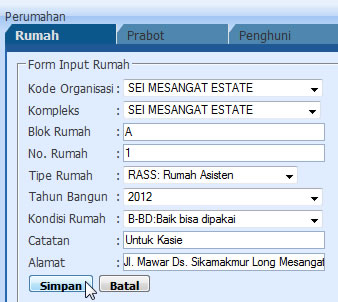 Perumahan
Rumah Prabot Penghuni
Form Input Rumah
Kode Organisasi : SEI MESANGAT ESTATE
Kompleks : SEI MESANGAT ESTATE
Blok Rumah : A
No. Rumah : 1
Tipe Rumah : RASS: Rumah Asisten
Tahun Bangun : 2012
Kondisi Rumah : B-BD:Baik bisa dipakai
Catatan : Untuk Kasie
Alamat : Jl. Mawar Ds. Sikamakmur Long Mesangat
Simpan Batal